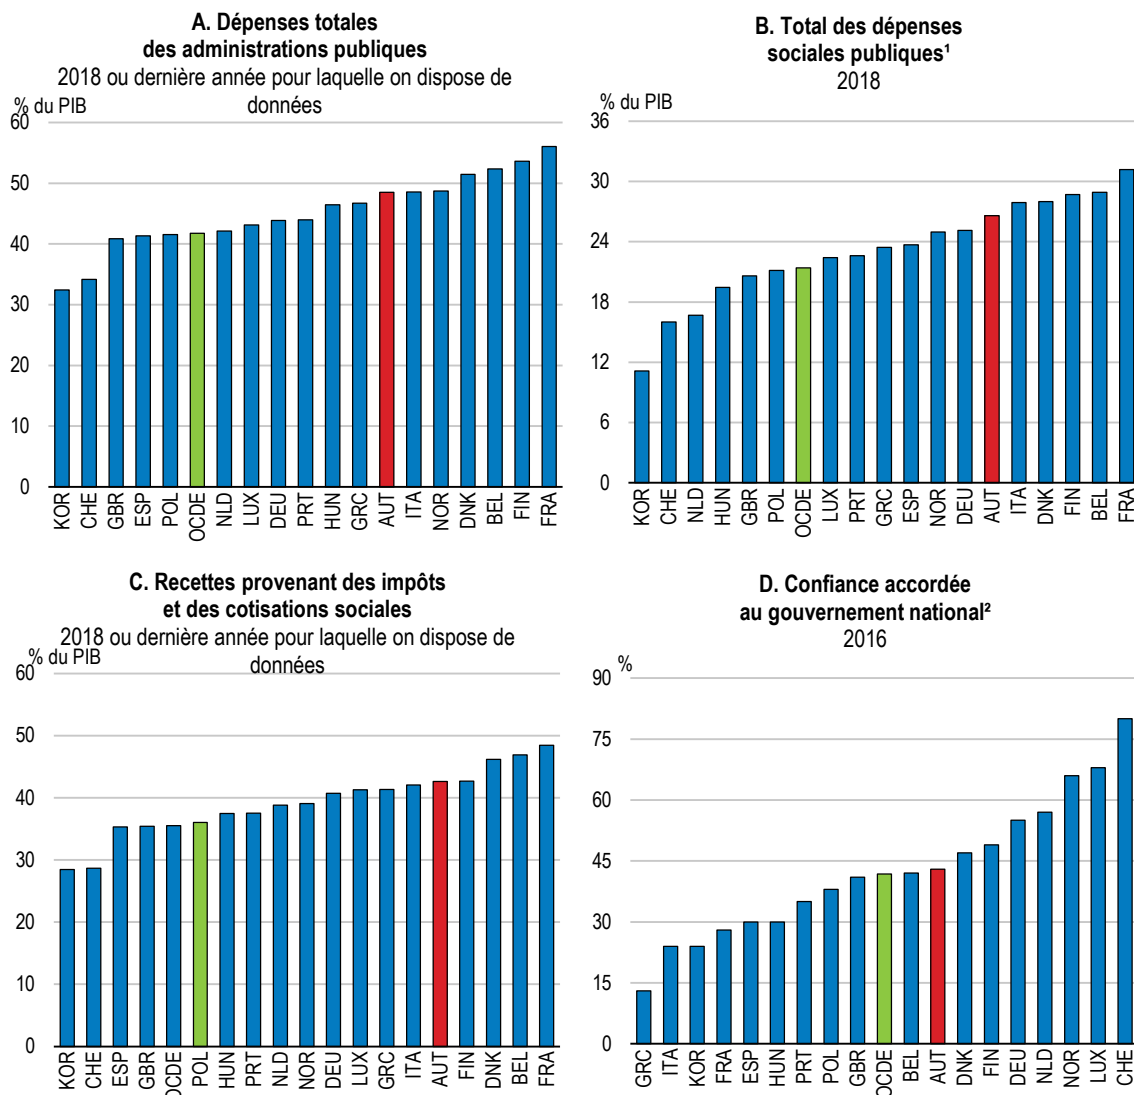 A. Dépenses totales
des administrations publiques
2018 ou dernière année pour laquelle on dispose de
données
% du PIB
60
50
40
30
20
10
0
KOR CHE GBR ESP POL OCDE NLD LUX DEU PRT HUN GRC AUT ITA NOR DNK BEL FIN FRA
B. Total des dépenses
sociales publiques¹
2018
% du PIB
36
30
24
18
12
6
0
KOR CHE NLD HUN GBR POL OCDE LUX PRT GRC ESP NOR DEU AUT ITA DNK FIN BEL FRA
C. Recettes provenant des impôts
et des cotisations sociales
2018 ou dernière année pour laquelle on dispose de
données
% du PIB
60
50
40
30
20
10
0
KOR CHE ESP GBR OCDE POL HUN PRT NLD NOR DEU LUX GRC ITA AUT FIN DNK BEL FRA
D. Confiance accordée
au gouvernement national²
2016
%
90
75
60
45
30
15
0
GRC ITA KOR FRA ESP HUN PRT POL GBR OCDE BEL AUT DNK FIN DEU NLD NOR LUX CHE